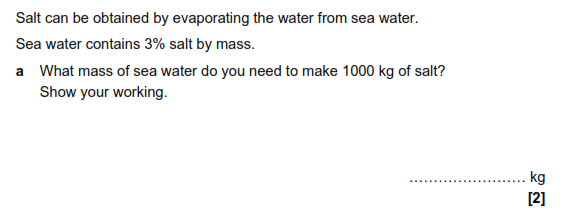 Salt can be obtained by evaporating the water from sea water.
Sea water contains 3% salt by mass.
a What mass of sea water do you need to make 1000 kg of salt?
Show your working.
........................ kg
[2]